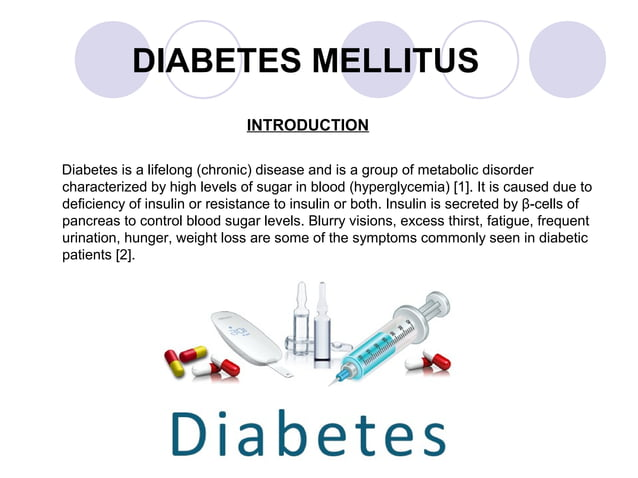 DIABETES MELLITUS
INTRODUCTION
Diabetes is a lifelong (chronic) disease and is a group of metabolic disorder
characterized by high levels of sugar in blood (hyperglycemia) [1]. It is caused due to
deficiency of insulin or resistance to insulin or both. Insulin is secreted by β-cells of
pancreas to control blood sugar levels. Blurry visions, excess thirst, fatigue, frequent
urination, hunger, weight loss are some of the symptoms commonly seen in diabetic
patients [2].
Diabetes